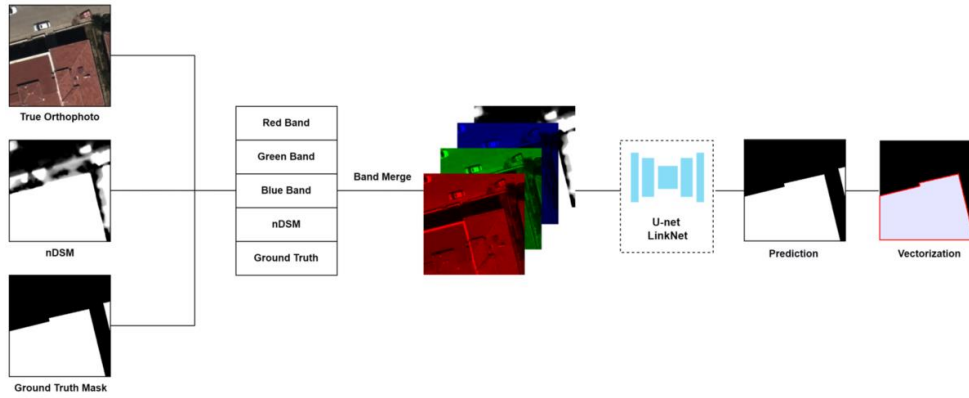 True Orthophoto
nDSM
Ground Truth Mask
Red Band
Green Band
Blue Band
nDSM
Ground Truth
Band Merge
U-net
LinkNet
Prediction
Vectorization